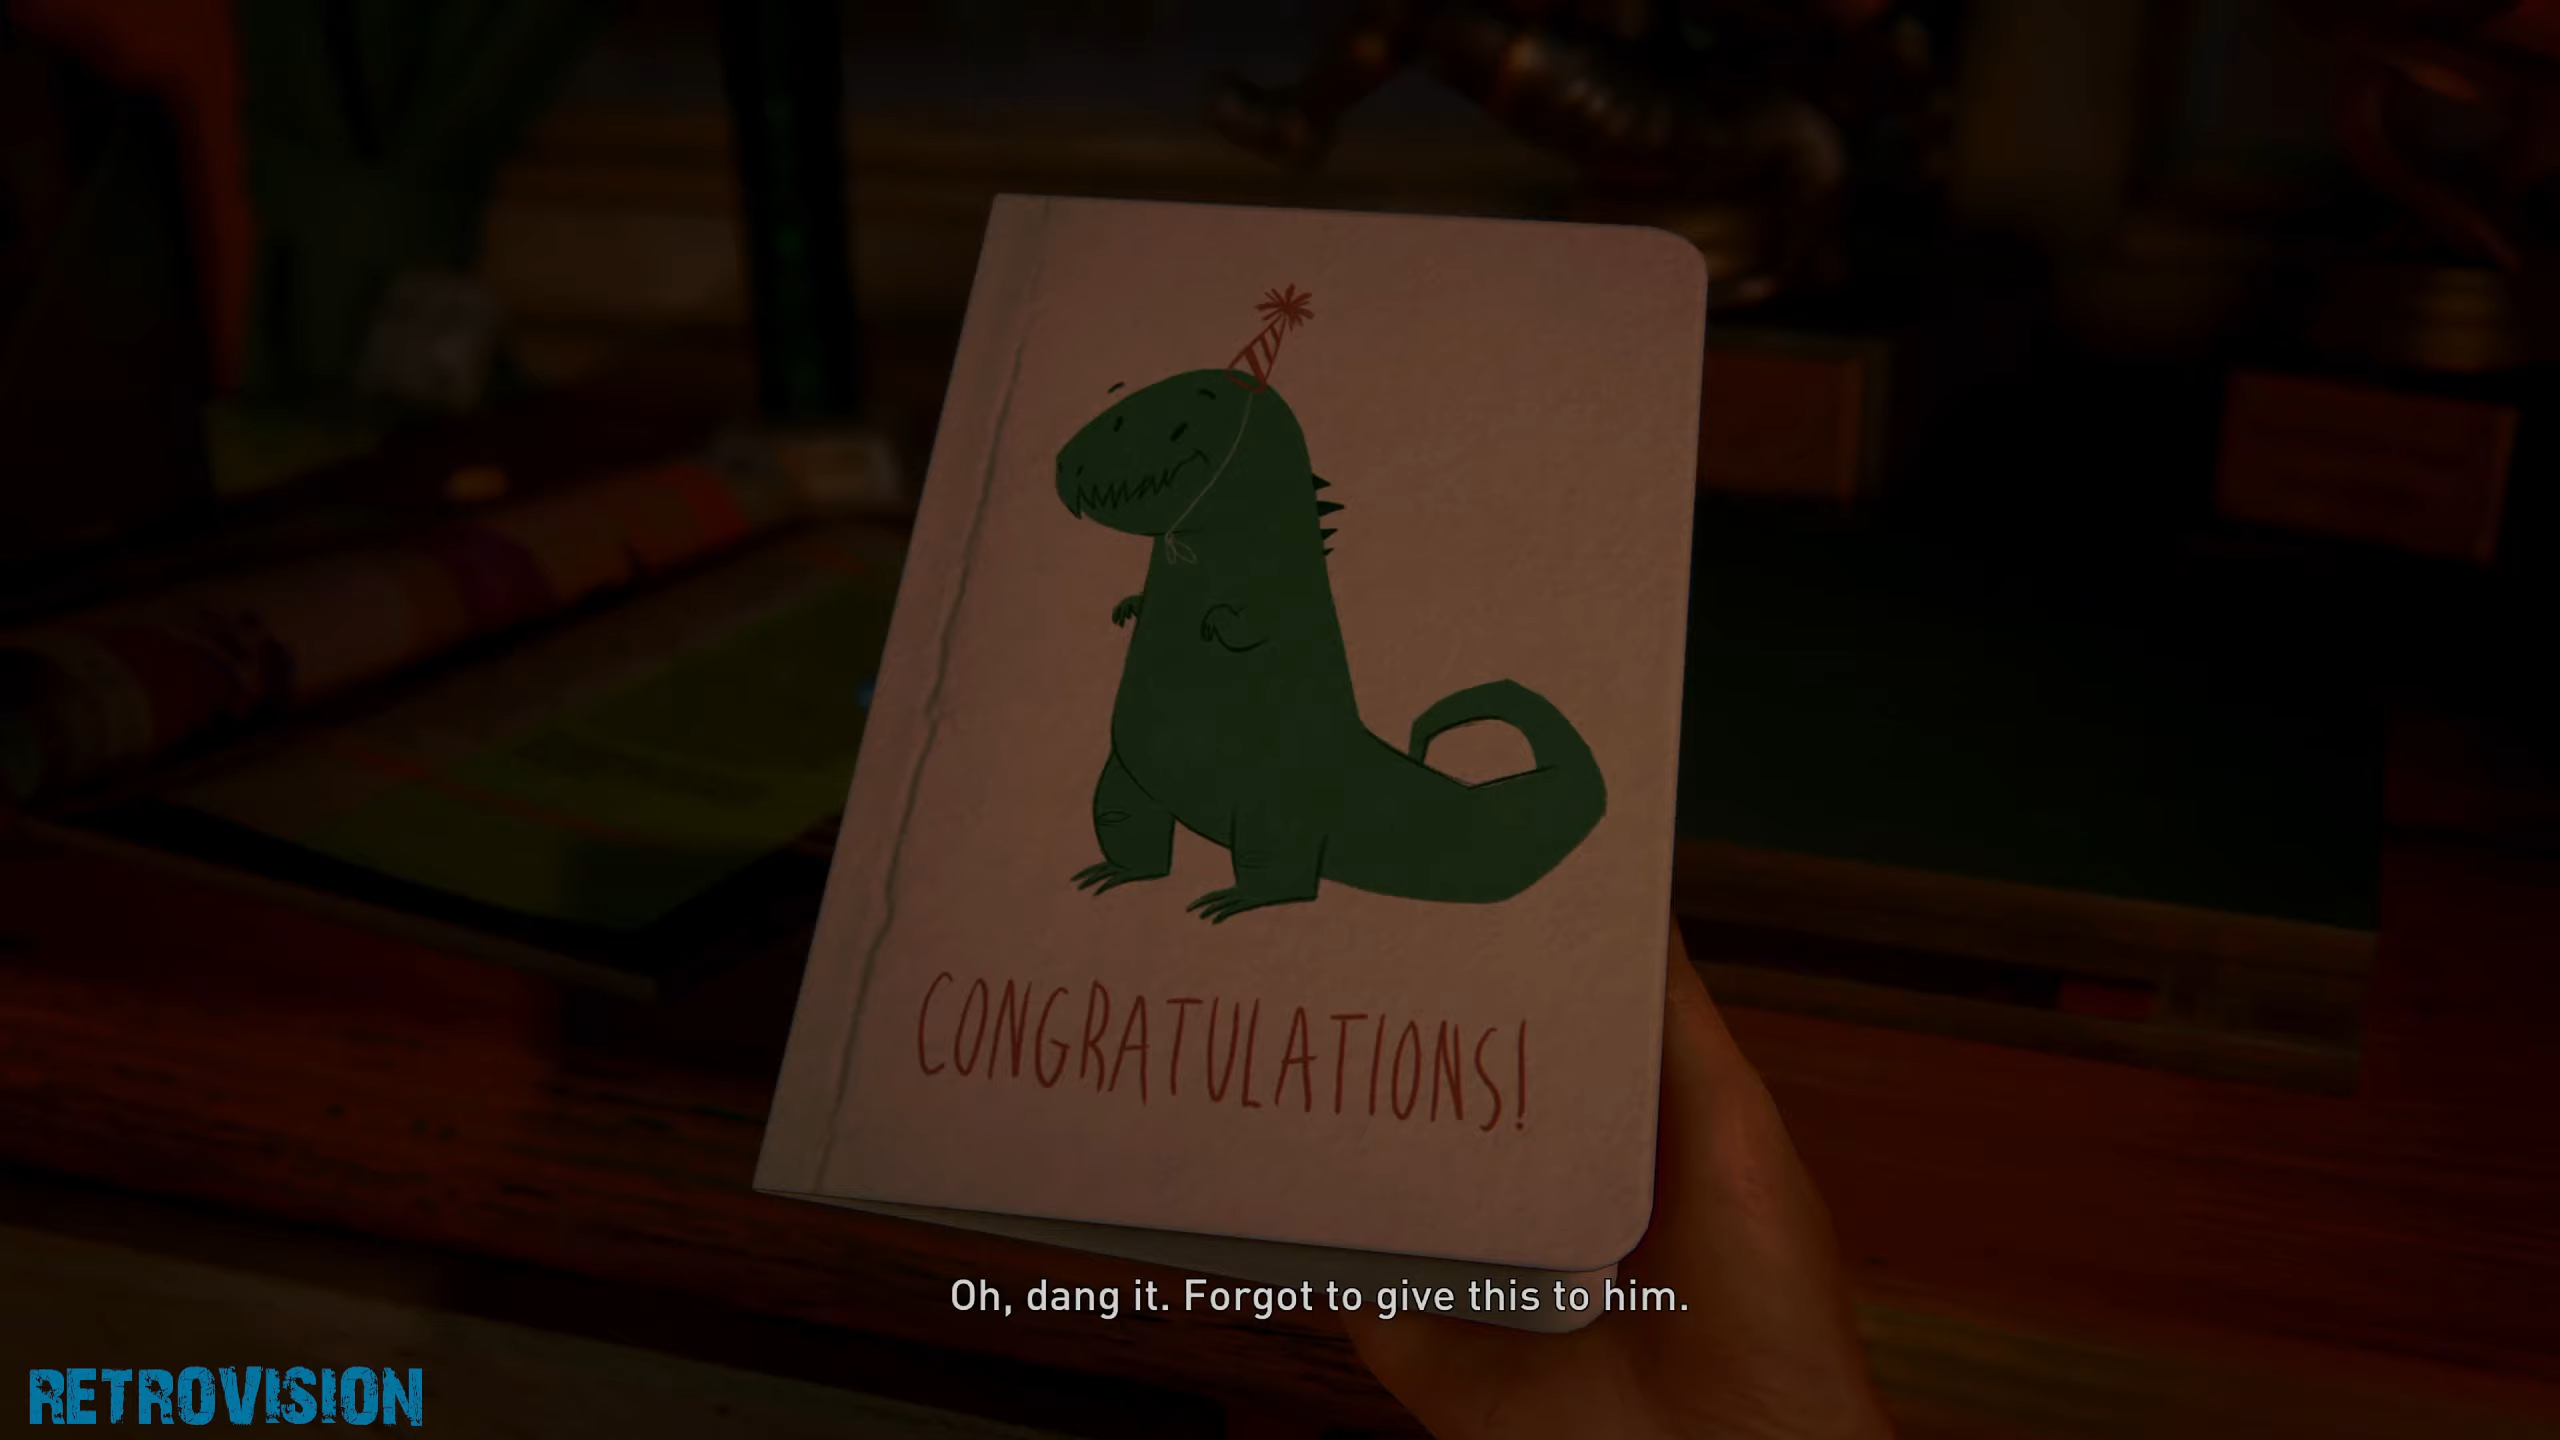 CONGRATULATIONS!
Oh, dang it. Forgot to give this to him.
RETROVISION